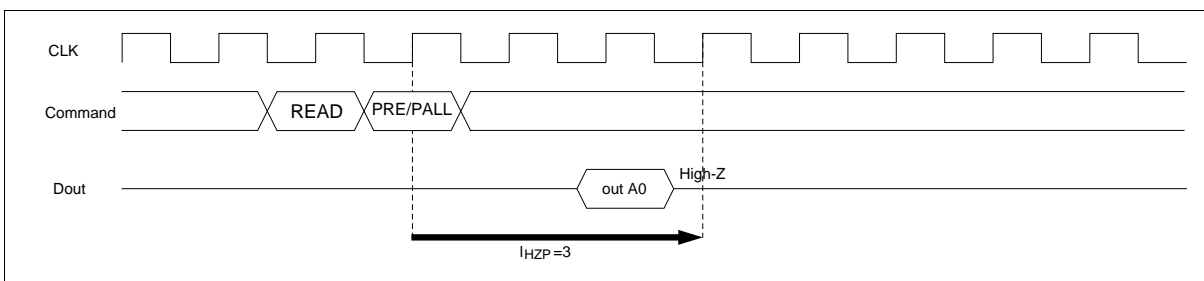 CLK
Command
READ
PRE/PALL
Dout
out A0
High-Z
lHZP=3